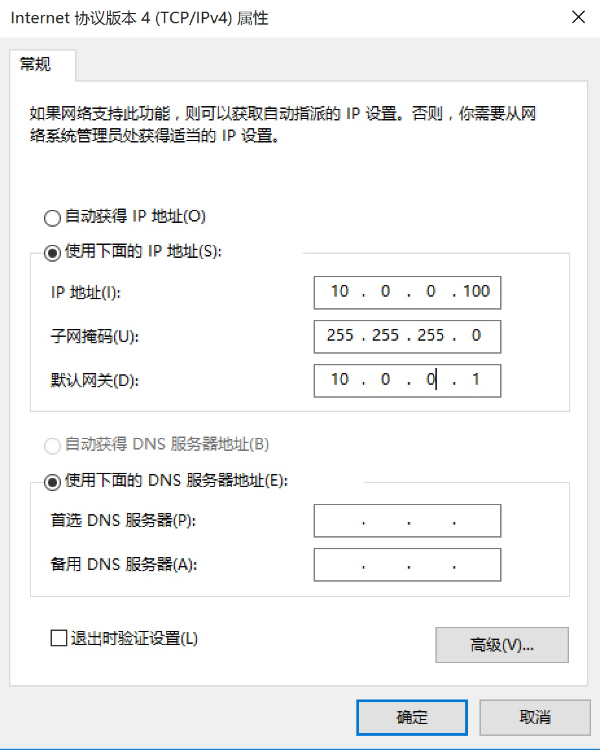 Internet 协议版本 4 (TCP/IPv4) 属性
常规
如果网络支持此功能，则可以获取自动指派的 IP 设置。否则，你需要从网
络系统管理员处获得适当的 IP 设置。
自动获得 IP 地址(O)
使用下面的 IP 地址(S):
IP 地址(I): 10 . 0 . 0 . 100
子网掩码(U): 255 . 255 . 255 . 0
默认网关(D): 10 . 0 . 0 . 1
自动获得 DNS 服务器地址(B)
使用下面的 DNS 服务器地址(E):
首选 DNS 服务器(P): . . .
备用 DNS 服务器(A): . . .
退出时验证设置(L)
高级(V)...
确定 取消